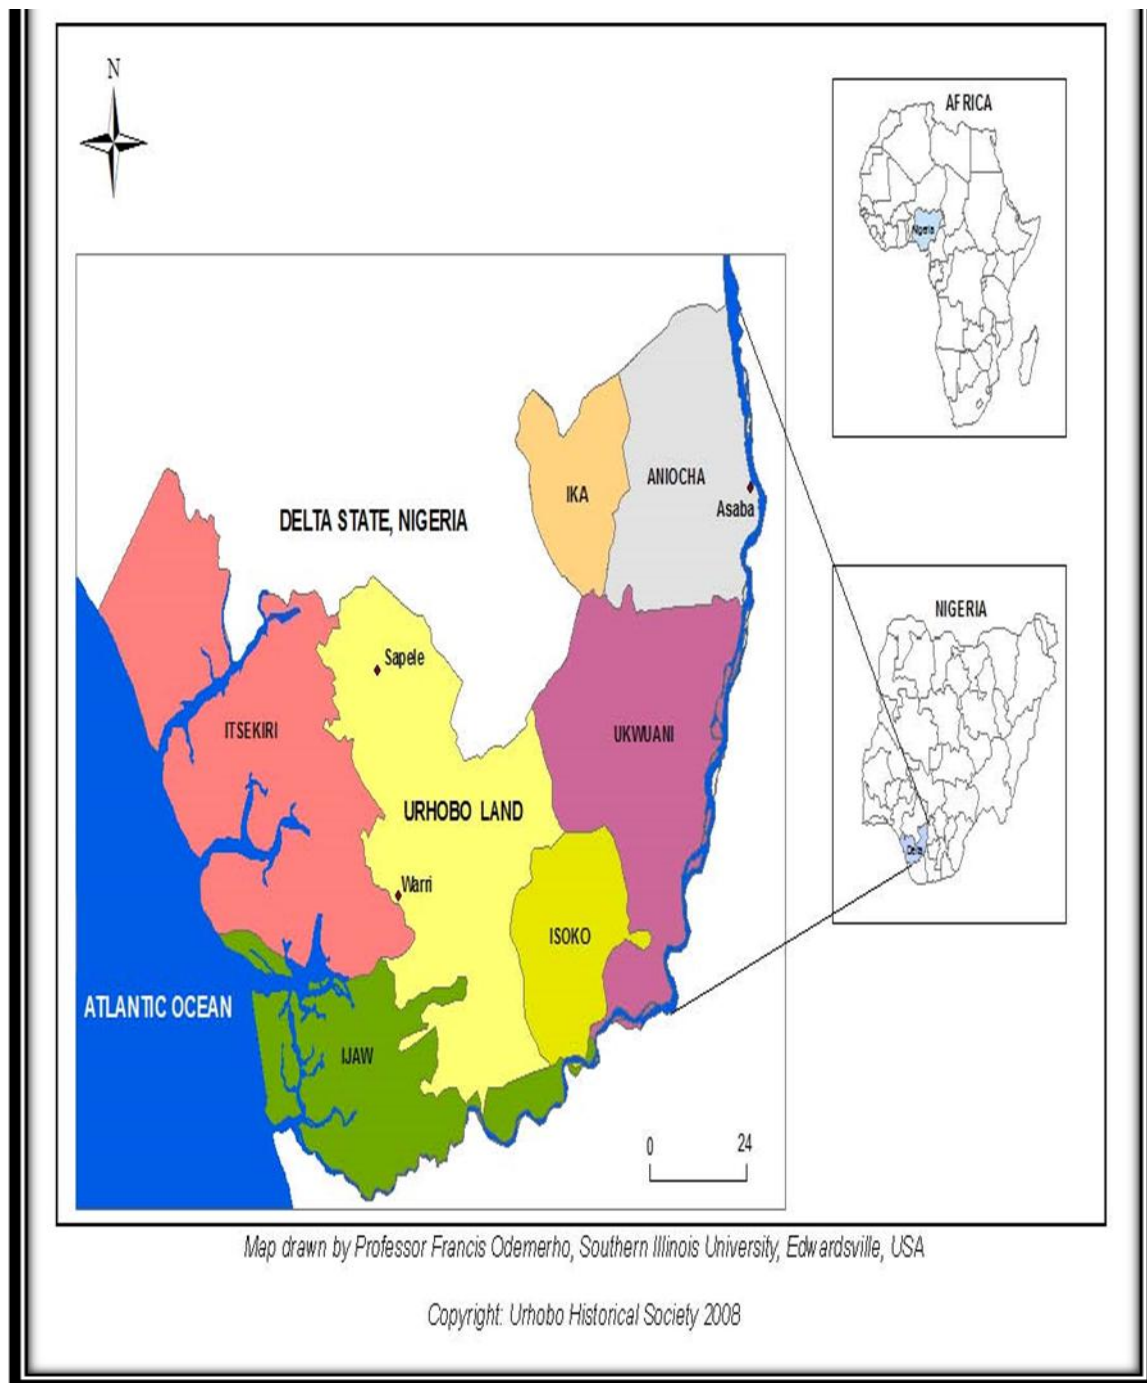 N
AFRICA
Nigeria
IKA
ANIOCHA
Asaba
DELTA STATE, NIGERIA
NIGERIA
Sapele
ITSEKIRI
UKWUANI
URHOBO LAND
Delta
Warri
ISOKO
ATLANTIC OCEAN
IJAW
0 24
Map drawn by Professor Francis Odemerho, Southern Illinois University, Edwardsville, USA
Copyright: Urhobo Historical Society 2008